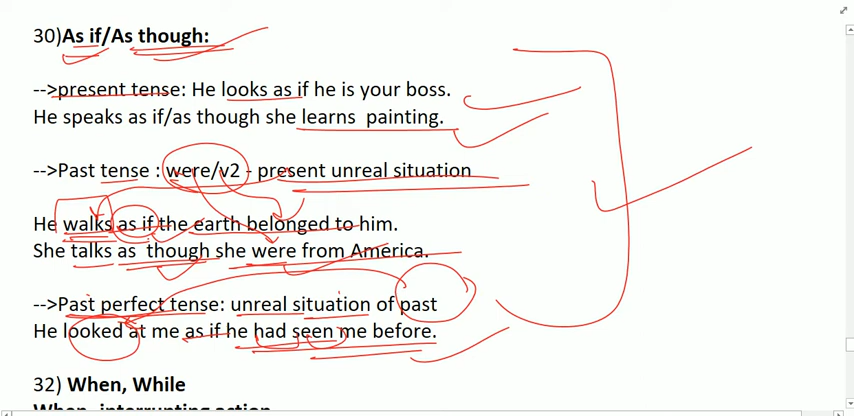 30)As if/As though:
-->present tense: He looks as if he is your boss.
He speaks as if/as though she learns painting.
-->Past tense : were/v2 - present unreal situation
He walks as if the earth belonged to him.
She talks as though she were from America.
-->Past perfect tense: unreal situation of past
He looked at me as if he had seen me before.
32) When, While
When- interrupting action